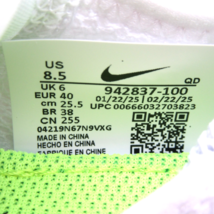 US
8.5
QD
UK 6
EUR 40
cm 25.5
BR 38
CN 255
942837-100
01/22/25 02/22/25
UPC 00666032703823
04219N67N9VXG
MADE IN CHINA
HECHO EN CHINA
FABRIQUÉ EN CHINE